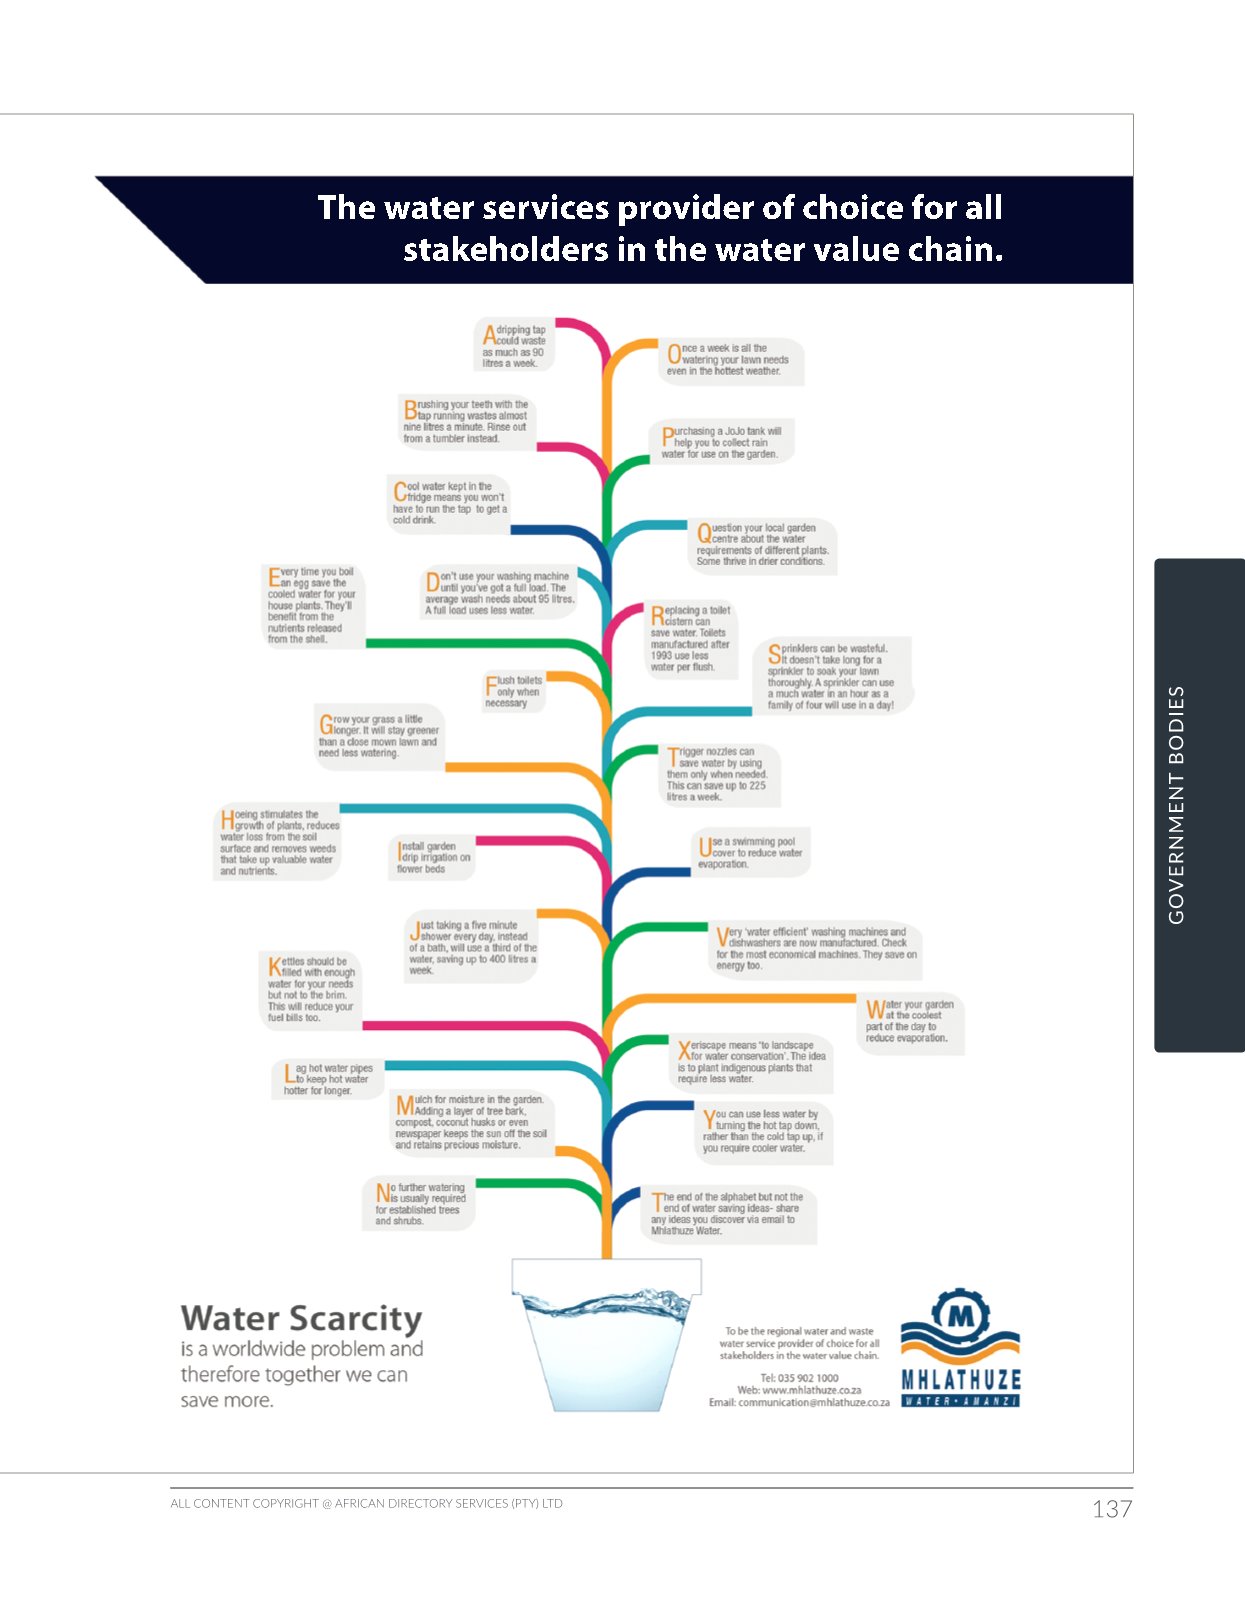 The water services provider of choice for all
stakeholders in the water value chain.
A dripping tap
could waste
as much as 90
litres a week.
Brushing your teeth with the
tap running wastes almost
nine litres a minute. Rinse out
from a tumbler instead.
Cool water kept in the
fridge means you won't
have to run the tap to get a
cold drink.
Don't use your washing machine
until you've got a full load. The
average wash needs about 95 litres.
A full load uses less water.
Every time you boil
an egg save the
cooled water for your
house plants. They'll
benefit from the
nutrients released
from the shell.
Flush toilets
only when
necessary
Grow your grass a little
longer. It will stay greener
than a close mown lawn and
need less watering.
Hoeing stimulates the
growth of plants, reduces
water loss from the soil
surface and removes weeds
that take up valuable water
and nutrients.
Install garden
drip irrigation on
flower beds
Just taking a five minute
shower every day, instead
of a bath, will use a third of the
water, saving up to 400 litres a
week.
Kettles should be
filled with enough
water for your needs
but not to the brim.
This will reduce your
fuel bills too.
Lag hot water pipes
to keep hot water
hotter for longer.
Mulch for moisture in the garden.
Adding a layer of tree bark,
compost, coconut husks or even
newspaper keeps the sun off the soil
and retains precious moisture.
No further watering
is usually required
for established trees
and shrubs.
Once a week is all the
watering your lawn needs
even in the hottest weather.
Purchasing a JoJo tank will
help you to collect rain
water for use on the garden.
Question your local garden
centre about the water
requirements of different plants.
Some thrive in drier conditions.
Replacing a toilet
cistern can
save water. Toilets
manufactured after
1993 use less
water per flush.
Sprinklers can be wasteful.
It doesn't take long for a
sprinkler to soak your lawn
thoroughly. A sprinkler can use
a much water in an hour as a
family of four will use in a day!
Trigger nozzles can
save water by using
them only when needed.
This can save up to 225
litres a week.
Use a swimming pool
cover to reduce water
evaporation.
Very 'water efficient' washing machines and
dishwashers are now manufactured. Check
for the most economical machines. They save on
energy too.
Water your garden
at the coolest
part of the day to
reduce evaporation.
Xeriscape means 'to landscape
for water conservation'. The idea
is to plant indigenous plants that
require less water.
You can use less water by
turning the hot tap down,
rather than the cold tap up, if
you require cooler water.
The end of the alphabet but not the
end of water saving ideas- share
any ideas you discover via email to
Mhlathuze Water.
Water Scarcity
is a worldwide problem and
therefore together we can
save more.
To be the regional water and waste
water service provider of choice for all
stakeholders in the water value chain.
Tel: 035 902 1000
Web: www.mhlathuze.co.za
Email: communication@mhlathuze.co.za
M
MHLATHUZE
WATER • AMANZI
GOVERNMENT BODIES
ALL CONTENT COPYRIGHT @ AFRICAN DIRECTORY SERVICES (PTY) LTD
137